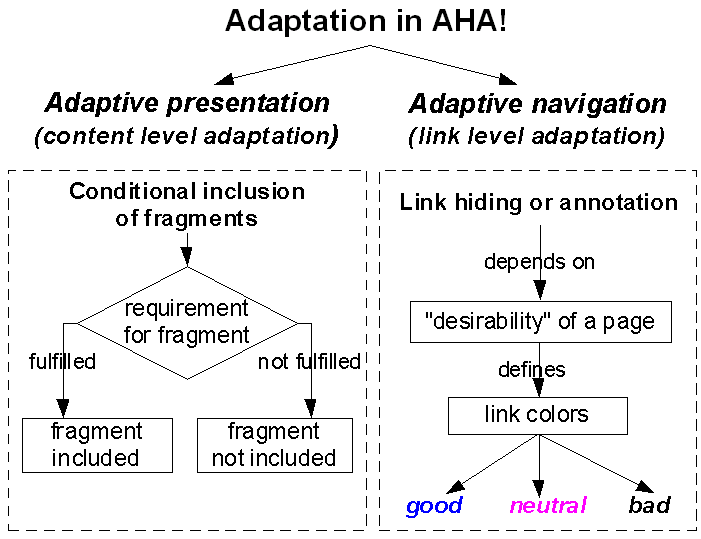 Adaptation in AHA!
Adaptive presentation
(content level adaptation)
Adaptive navigation
(link level adaptation)
Conditional inclusion
of fragments
requirement
for fragment
fulfilled
not fulfilled
fragment
included
fragment
not included
Link hiding or annotation
depends on
"desirability" of a page
defines
link colors
good
neutral
bad